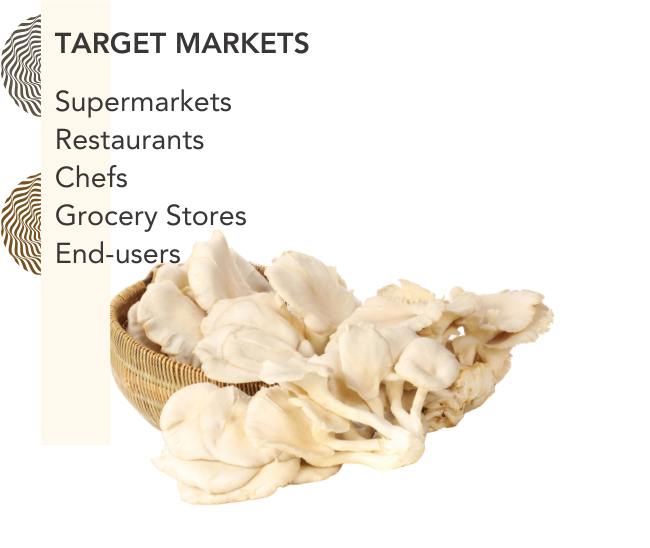 TARGET MARKETS
Supermarkets
Restaurants
Chefs
Grocery Stores
End-users